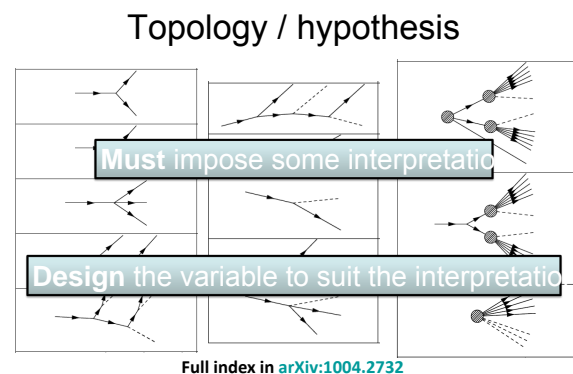 Topology / hypothesis
Must impose some interpretatio
Design the variable to suit the interpretatio
Full index in arXiv:1004.2732